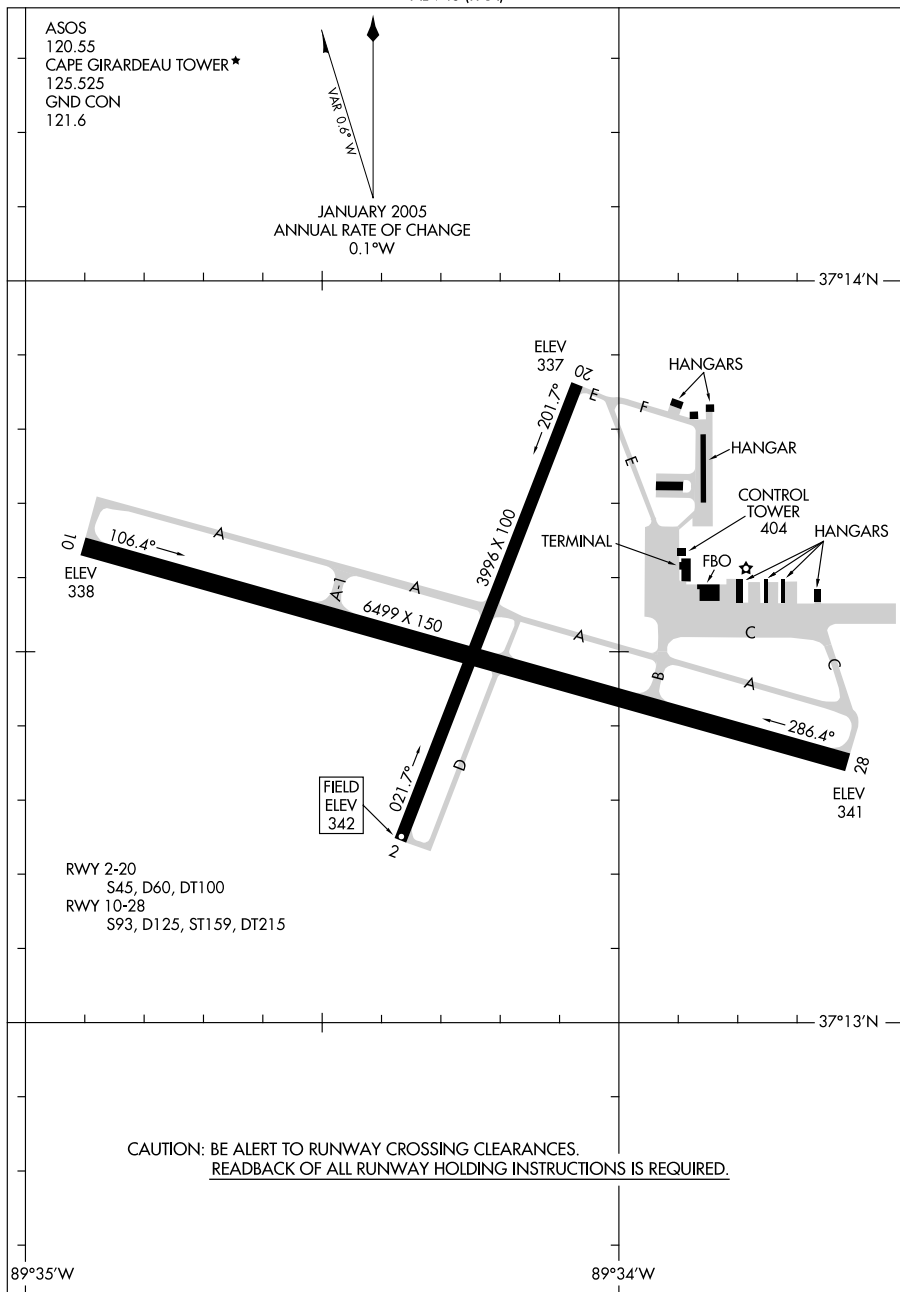 ASOS
120.55
CAPE GIRARDEAU TOWER★
125.525
GND CON
121.6
VAR 0.6° W
JANUARY 2005
ANNUAL RATE OF CHANGE
0.1°W
37°14'N
ELEV
337
20
HANGARS
E
F
201.7°
E
HANGAR
3996 X 100
CONTROL
TOWER
404
HANGARS
TERMINAL
FBO
A
10
106.4°
ELEV
338
A-1
A
6499 X 150
A
C
C
B
A
286.4°
28
ELEV
341
D
021.7°
FIELD
ELEV
342
2
RWY 2-20
S45, D60, DT100
RWY 10-28
S93, D125, ST159, DT215
37°13'N
CAUTION: BE ALERT TO RUNWAY CROSSING CLEARANCES.
READBACK OF ALL RUNWAY HOLDING INSTRUCTIONS IS REQUIRED.
89°35'W
89°34'W